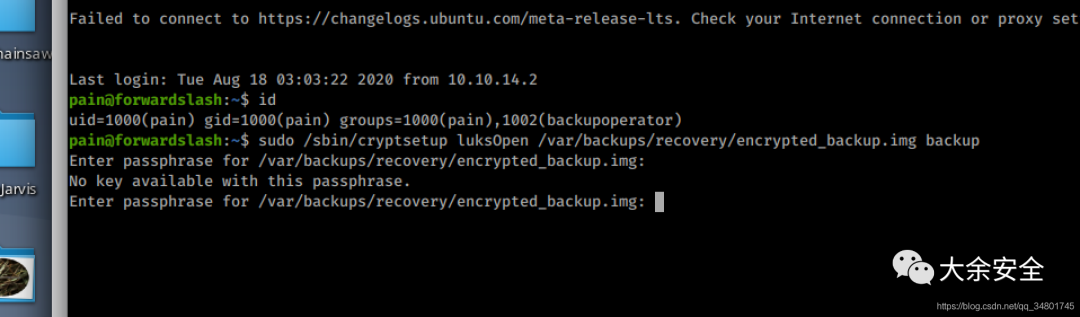 Failed to connect to https://changelogs.ubuntu.com/meta-release-lts. Check your Internet connection or proxy set
Last login: Tue Aug 18 03:03:22 2020 from 10.10.14.2
pain@forwardslash:~$ id
uid=1000(pain) gid=1000(pain) groups=1000(pain),1002(backupoperator)
pain@forwardslash:~$ sudo /sbin/cryptsetup luksOpen /var/backups/recovery/encrypted_backup.img backup
Enter passphrase for /var/backups/recovery/encrypted_backup.img:
No key available with this passphrase.
Enter passphrase for /var/backups/recovery/encrypted_backup.img:
hainsaw
Jarvis
大余安全
https://blog.csdn.net/qq_34801745